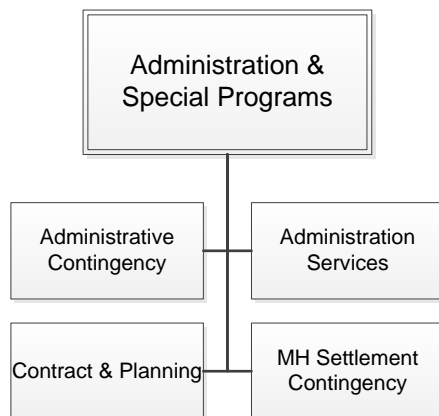 Administration &
Special Programs
Administrative
Contingency
Administration
Services
Contract & Planning
MH Settlement
Contingency